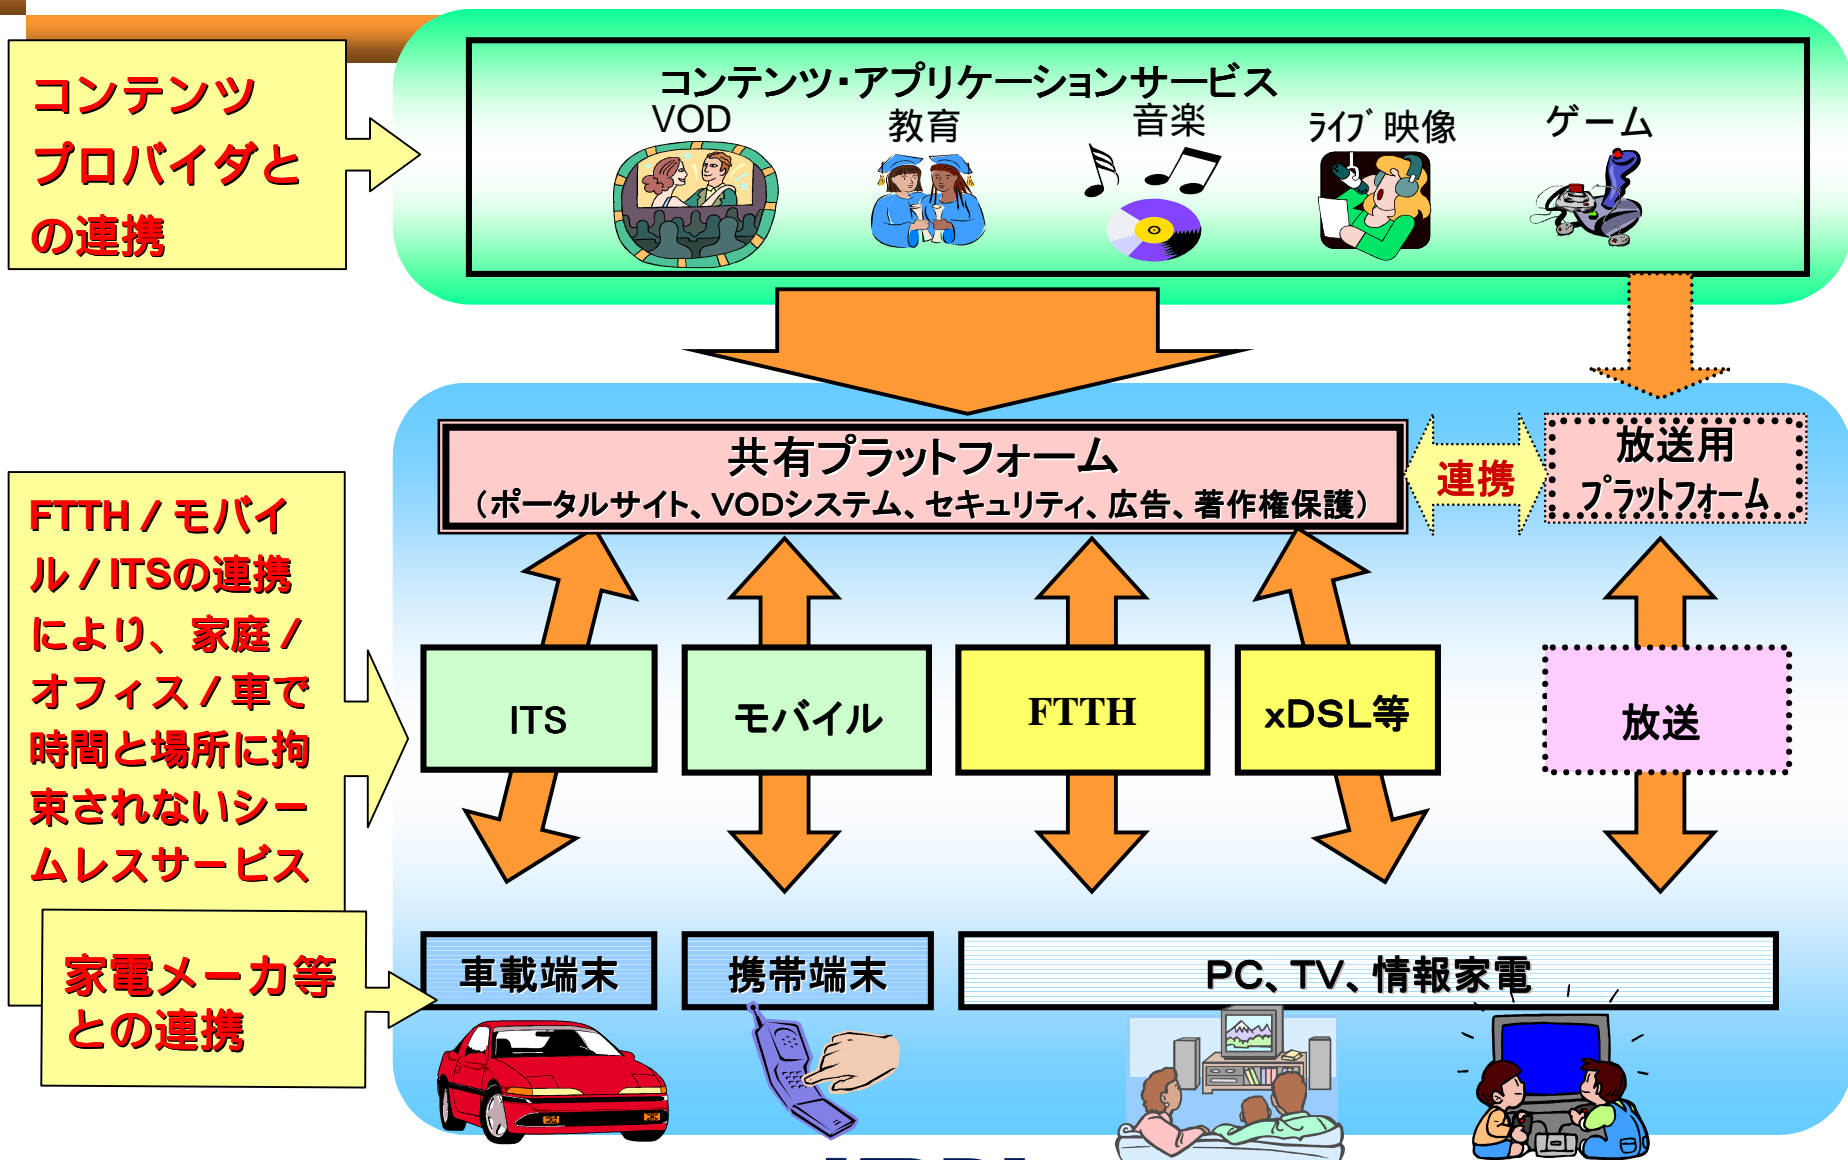 コンテンツ
プロバイダと
の連携
コンテンツ・アプリケーションサービス
VOD
教育
音楽
ﾗｲﾌﾞ映像
ゲーム
共有プラットフォーム
（ポータルサイト、VODシステム、セキュリティ、広告、著作権保護）
連携
放送用
プラットフォーム
FTTH／モバイ
ル／ITSの連携
により、家庭／
オフィス／車で
時間と場所に拘
束されないシー
ムレスサービス
ITS
モバイル
FTTH
xDSL等
放送
家電メーカ等
との連携
車載端末
携帯端末
PC、TV、情報家電